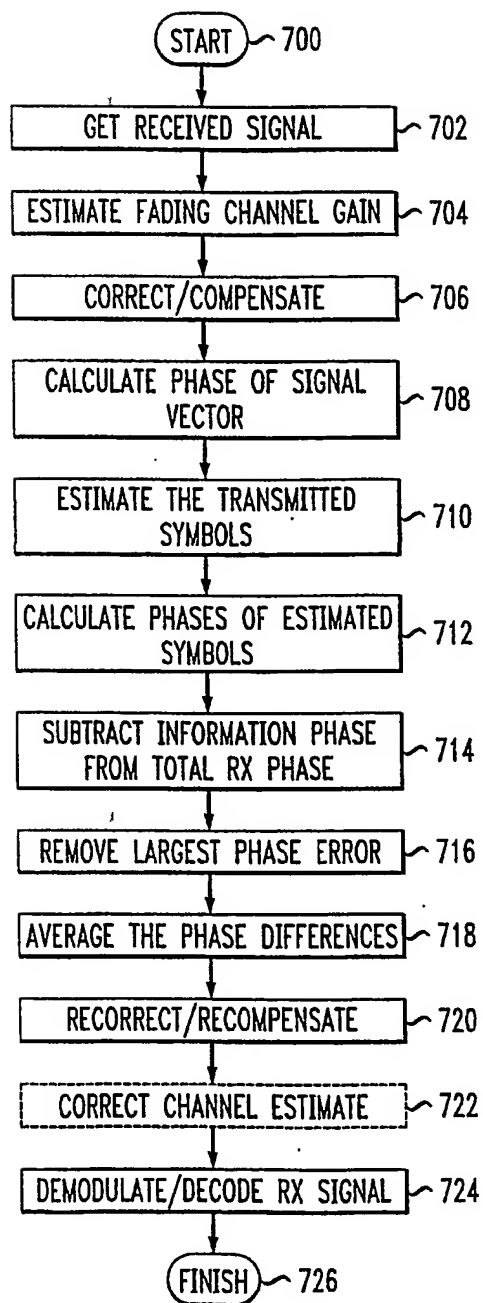 START 700
GET RECEIVED SIGNAL 702
ESTIMATE FADING CHANNEL GAIN 704
CORRECT/COMPENSATE 706
CALCULATE PHASE OF SIGNAL
VECTOR 708
ESTIMATE THE TRANSMITTED
SYMBOLS 710
CALCULATE PHASES OF ESTIMATED
SYMBOLS 712
SUBTRACT INFORMATION PHASE
FROM TOTAL RX PHASE 714
REMOVE LARGEST PHASE ERROR 716
AVERAGE THE PHASE DIFFERENCES 718
RECORRECT/RECOMPENSATE 720
CORRECT CHANNEL ESTIMATE 722
DEMODULATE/DECODE RX SIGNAL 724
FINISH 726